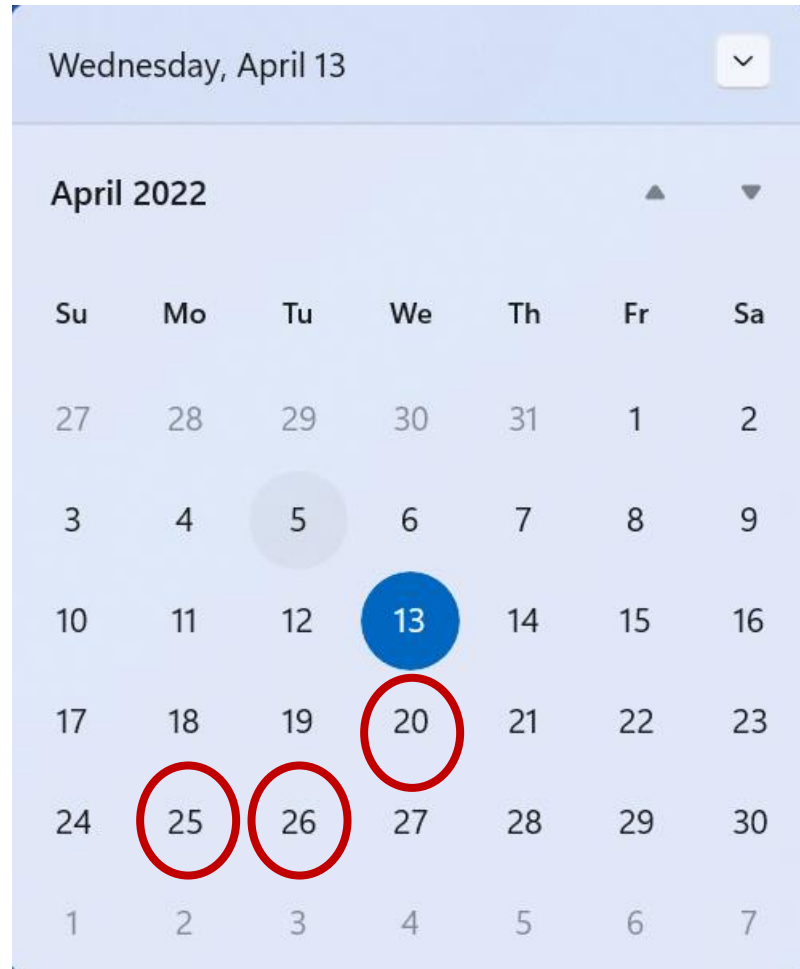 Wednesday, April 13
April 2022
Su Mo Tu We Th Fr Sa
27 28 29 30 31 1 2
3 4 5 6 7 8 9
10 11 12 13 14 15 16
17 18 19 20 21 22 23
24 25 26 27 28 29 30
1 2 3 4 5 6 7